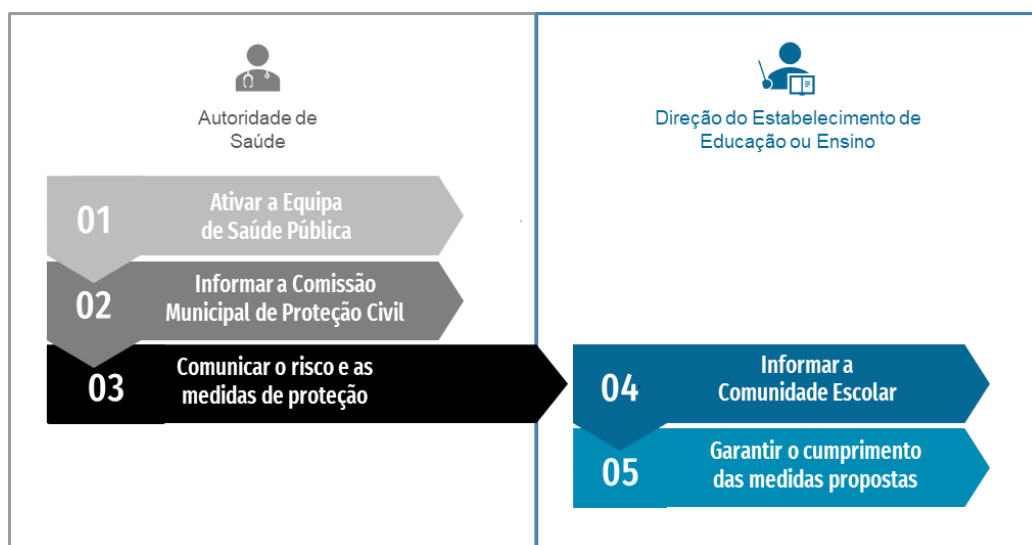 Autoridade de
Saúde
Direção do Estabelecimento de
Educação ou Ensino
01
Ativar a Equipa
de Saúde Pública
02
Informar a Comissão
Municipal de Proteção Civil
03
Comunicar o risco e as
medidas de proteção
04
Informar a
Comunidade Escolar
05
Garantir o cumprimento
das medidas propostas